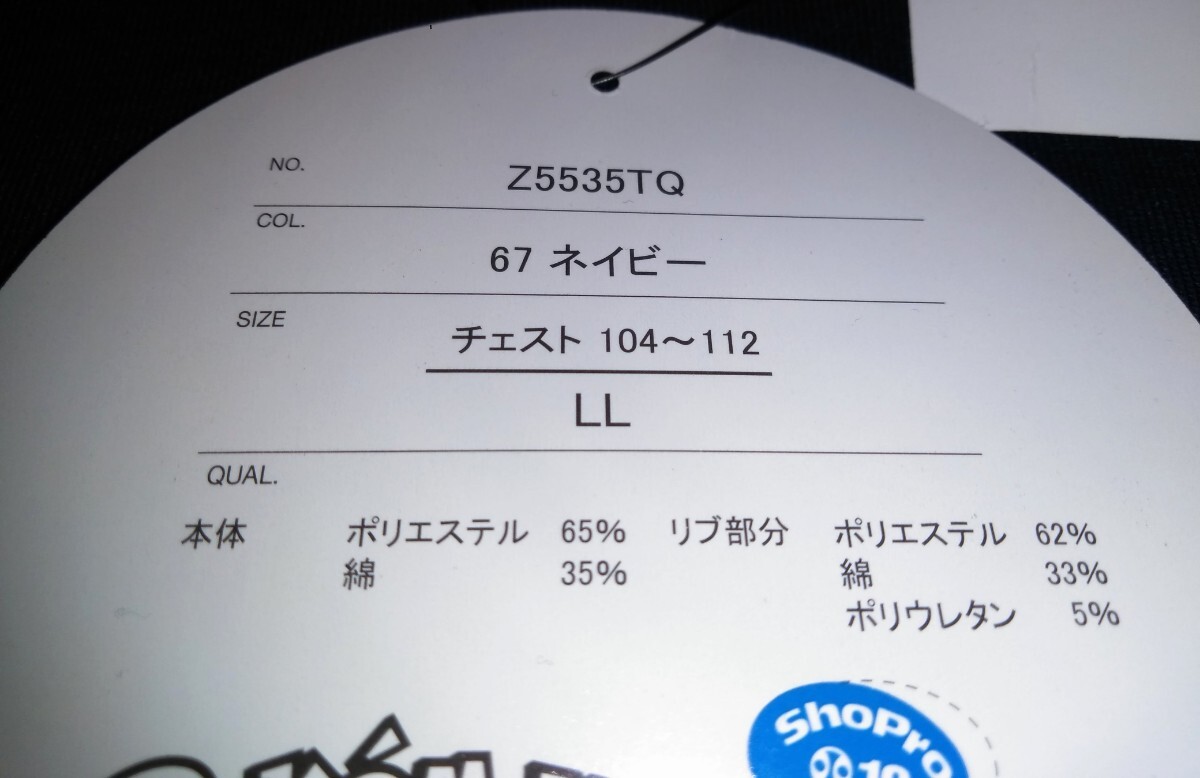 NO.
Z5535TQ
COL.
67 ネイビー
SIZE
チェスト 104～112
LL
QUAL.
本体 ポリエステル 65% リブ部分 ポリエステル 62%
綿 35% 綿 33%
ポリウレタン 5%
ShoPro